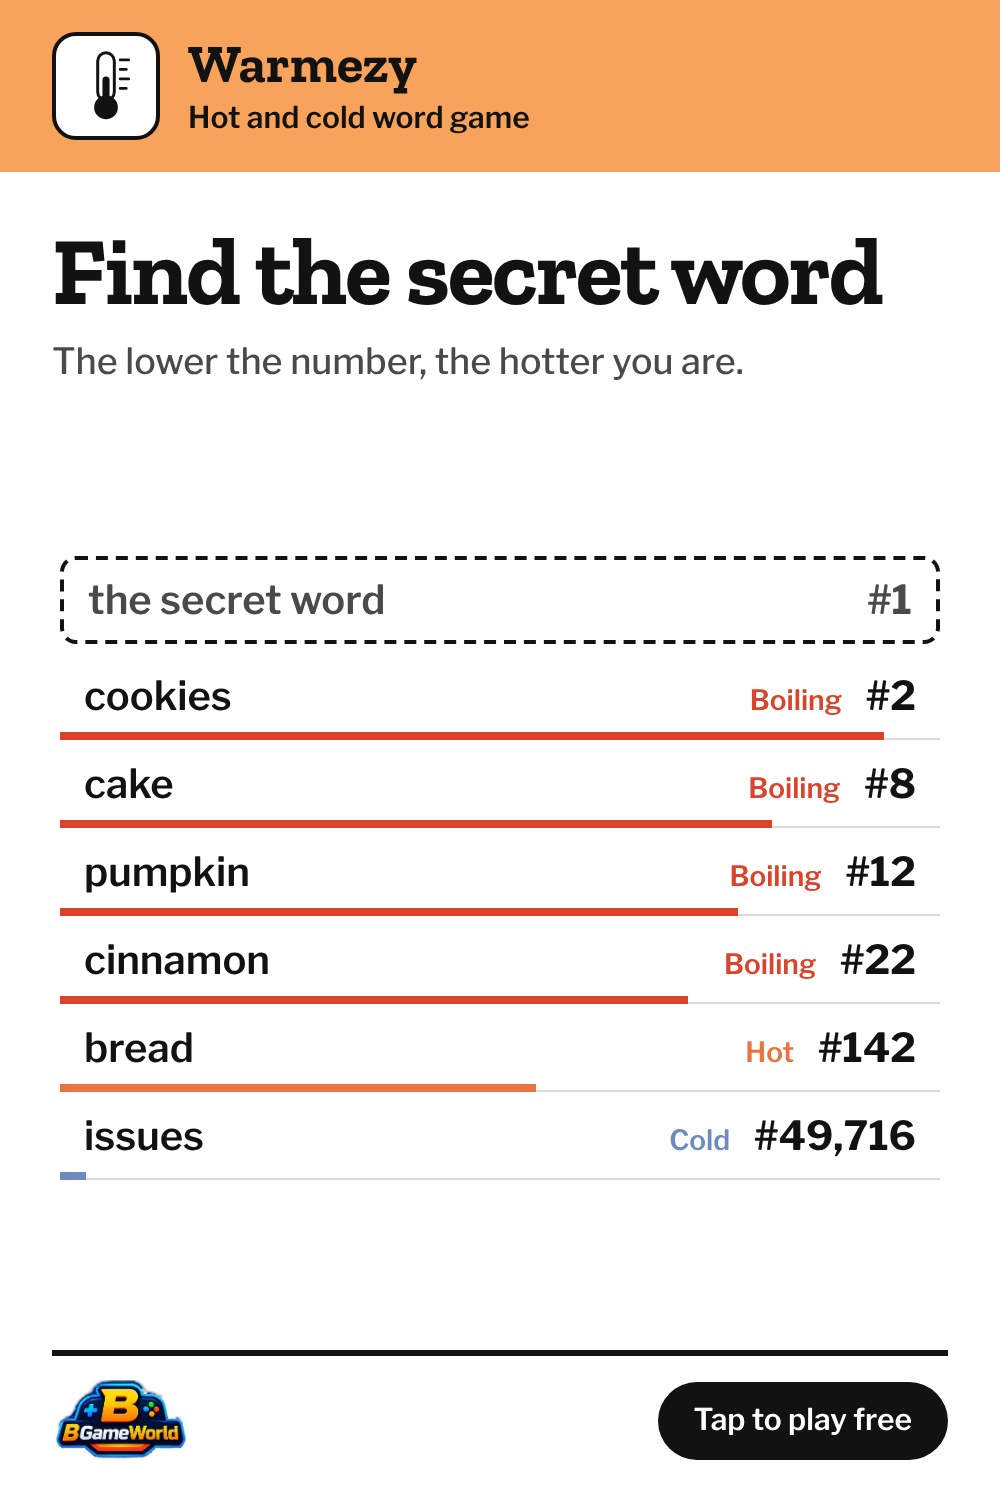 Warmezy
Hot and cold word game
Find the secret word
The lower the number, the hotter you are.
the secret word #1
cookies Boiling #2
cake Boiling #8
pumpkin Boiling #12
cinnamon Boiling #22
bread Hot #142
issues Cold #49,716
B
BGameWorld
Tap to play free